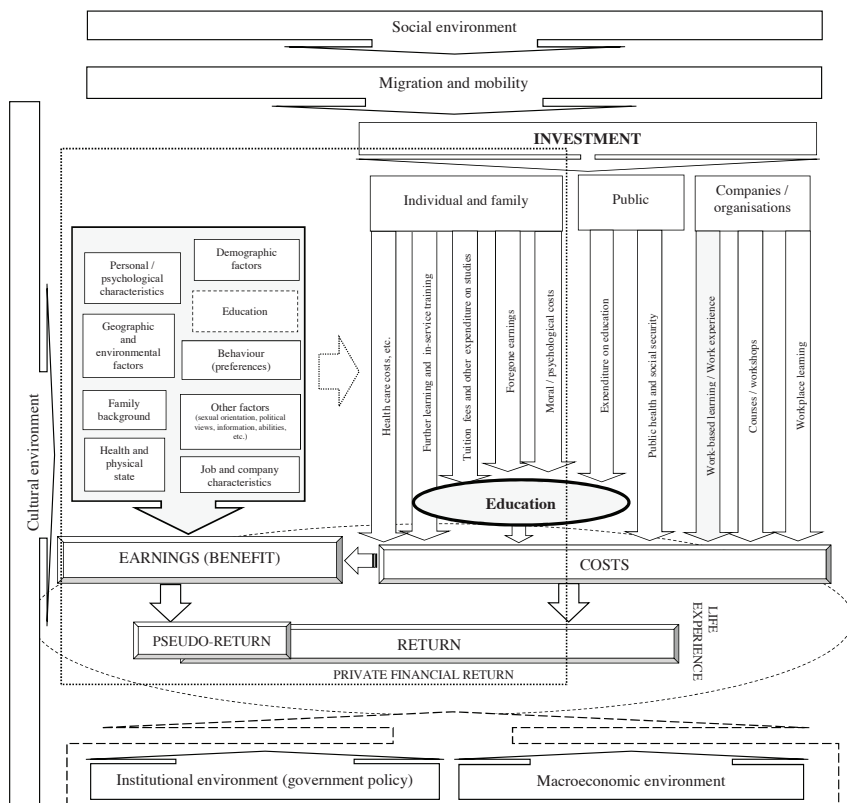 Social environment
Migration and mobility
INVESTMENT
Individual and family
Public
Companies /
organisations
Personal /
psychological
characteristics
Demographic
factors
Education
Geographic
and
environmental
factors
Behaviour
(preferences)
Family
background
Other factors
(sexual orientation, political
views, information, abilities,
etc.)
Health and
physical
state
Job and company
characteristics
Health care costs, etc.
Further learning and in-service training
Tuition fees and other expenditure on studies
Foregone earnings
Moral / psychological costs
Expenditure on education
Public health and social security
Work-based learning / Work experience
Courses / workshops
Workplace learning
Cultural environment
Education
EARNINGS (BENEFIT)
COSTS
PSEUDO-RETURN
RETURN
LIFE
EXPERIENCE
PRIVATE FINANCIAL RETURN
Institutional environment (government policy)
Macroeconomic environment